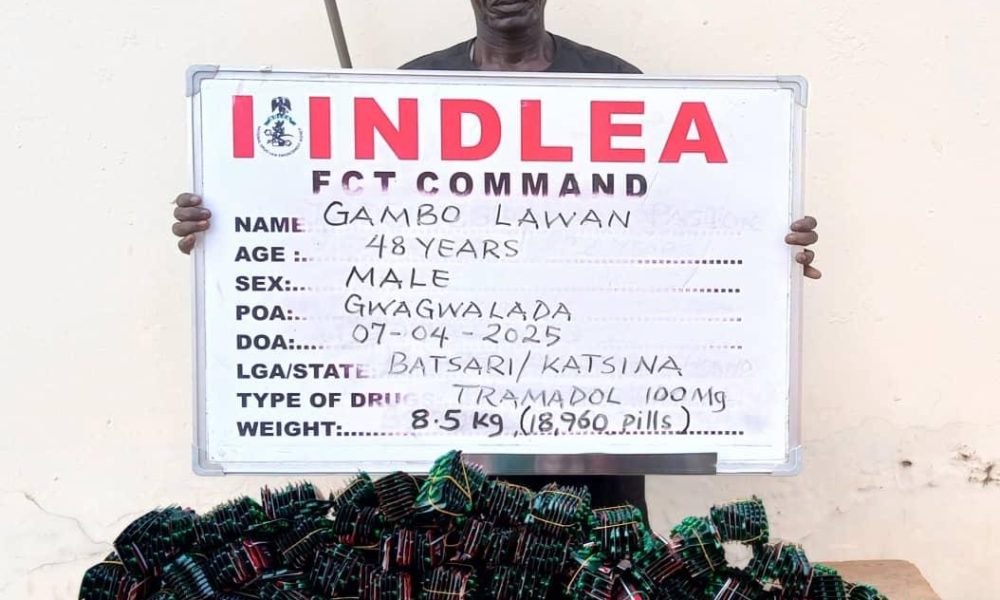 NDLEA
FCT COMMAND
NAME GAMBO LAWAN
AGE :.. 48 YEARS
SEX:.. MALE
POA:.. GWAGWALADA
DOA:.... 07-04-2025
LGA/STATE BATSARI/KATSINA
TYPE OF DRUG TRAMADOL 100Mg
WEIGHT:...... 8.5 kg (18,960 pills)